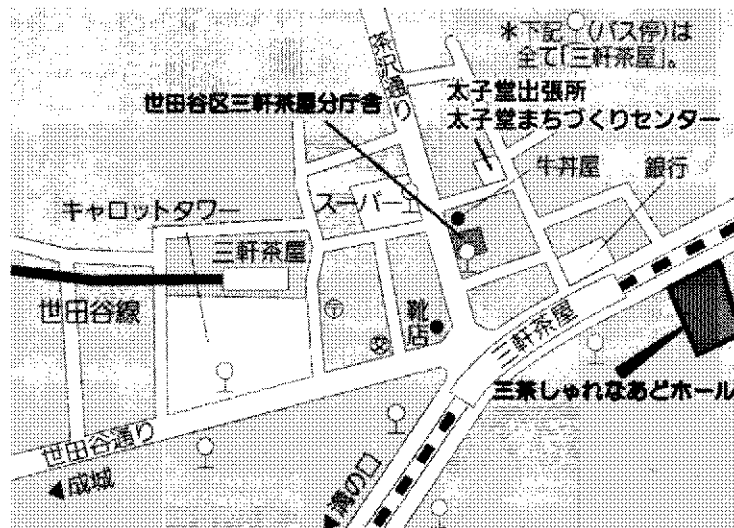 *下記 (バス停)は
全て「三軒茶屋」。
茶沢通り
世田谷区三軒茶屋分庁舎
太子堂出張所
太子堂まちづくりセンター
牛丼屋
銀行
スーパー
キャロットタワー
三軒茶屋
世田谷線
靴店
三軒茶屋
三茶しゃれなあどホール
世田谷通り
◀成城
◀溝の口